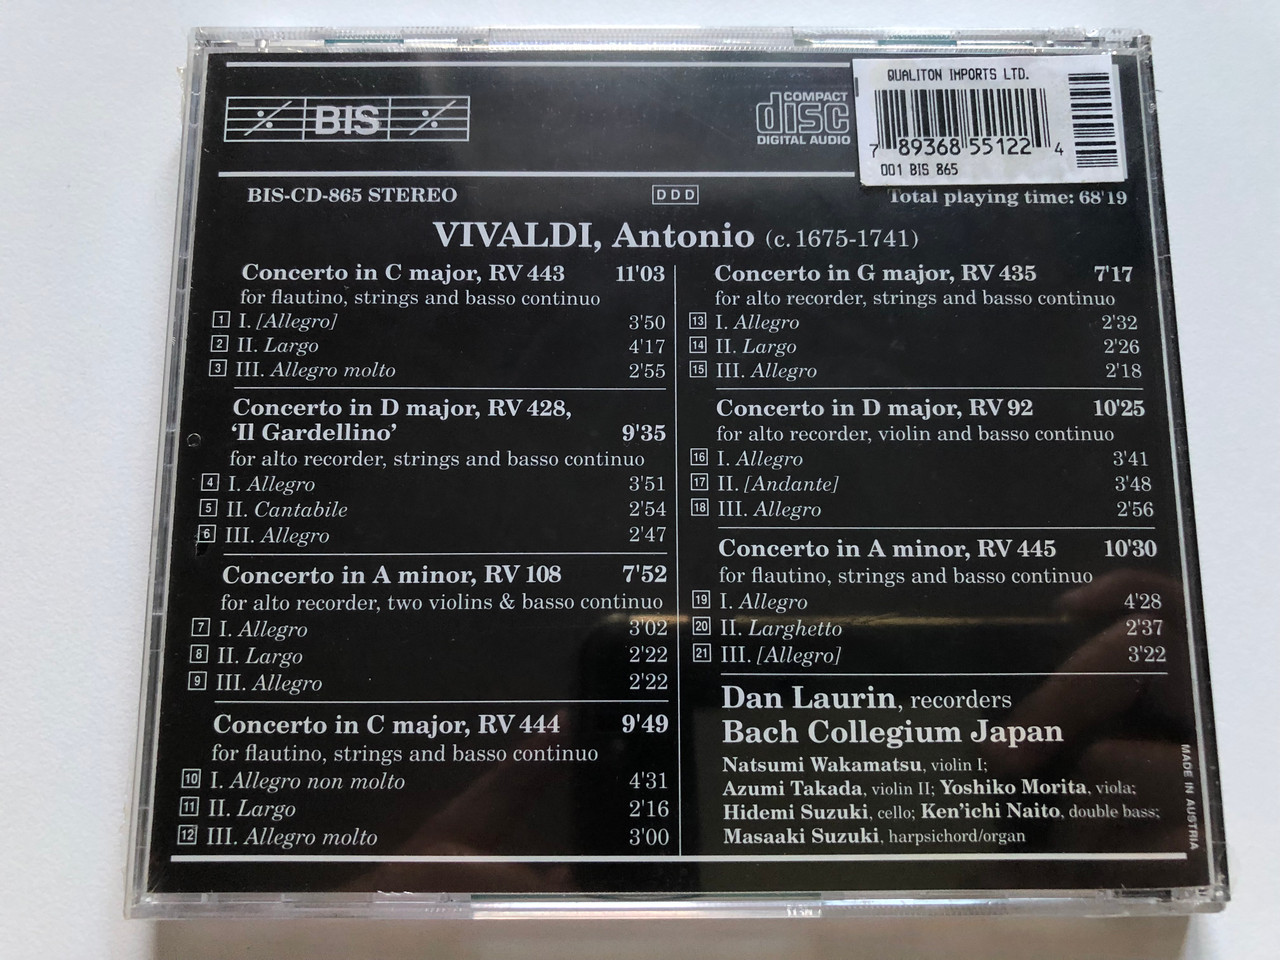 BIS
COMPACT
disc
DIGITAL AUDIO
QUALITON IMPORTS LTD.
7 89368 55122 4
001 BIS 865
BIS-CD-865 STEREO
DDD
Total playing time: 68'19
VIVALDI, Antonio (c. 1675-1741)
Concerto in C major, RV 443 11'03
for flautino, strings and basso continuo
1 I. [Allegro] 3'50
2 II. Largo 4'17
3 III. Allegro molto 2'55
Concerto in D major, RV 428,
‘Il Gardellino’ 9'35
for alto recorder, strings and basso continuo
4 I. Allegro 3'51
5 II. Cantabile 2'54
6 III. Allegro 2'47
Concerto in A minor, RV 108 7'52
for alto recorder, two violins & basso continuo
7 I. Allegro 3'02
8 II. Largo 2'22
9 III. Allegro 2'22
Concerto in C major, RV 444 9'49
for flautino, strings and basso continuo
10 I. Allegro non molto 4'31
11 II. Largo 2'16
12 III. Allegro molto 3'00
Concerto in G major, RV 435 7'17
for alto recorder, strings and basso continuo
13 I. Allegro 2'32
14 II. Largo 2'26
15 III. Allegro 2'18
Concerto in D major, RV 92 10'25
for alto recorder, violin and basso continuo
16 I. Allegro 3'41
17 II. [Andante] 3'48
18 III. Allegro 2'56
Concerto in A minor, RV 445 10'30
for flautino, strings and basso continuo
19 I. Allegro 4'28
20 II. Larghetto 2'37
21 III. [Allegro] 3'22
Dan Laurin, recorders
Bach Collegium Japan
Natsumi Wakamatsu, violin I;
Azumi Takada, violin II; Yoshiko Morita, viola;
Hidemi Suzuki, cello; Ken’ichi Naito, double bass;
Masaaki Suzuki, harpsichord/organ
MADE IN AUSTRIA